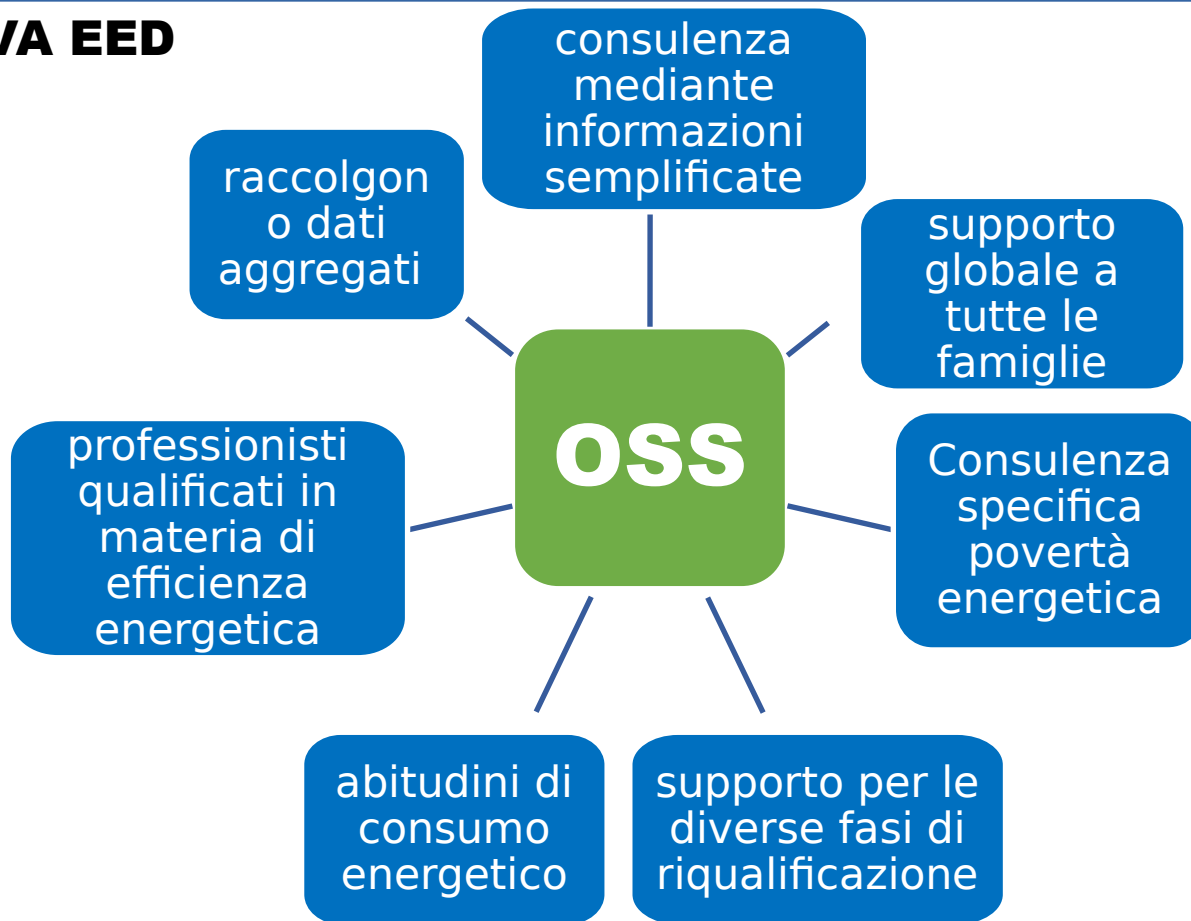 VA EED
consulenza
mediante
informazioni
semplificate
raccolgon
o dati
aggregati
supporto
globale a
tutte le
famiglie
OSS
professionisti
qualificati in
materia di
efficienza
energetica
Consulenza
specifica
povertà
energetica
abitudini di
consumo
energetico
supporto per le
diverse fasi di
riqualificazione